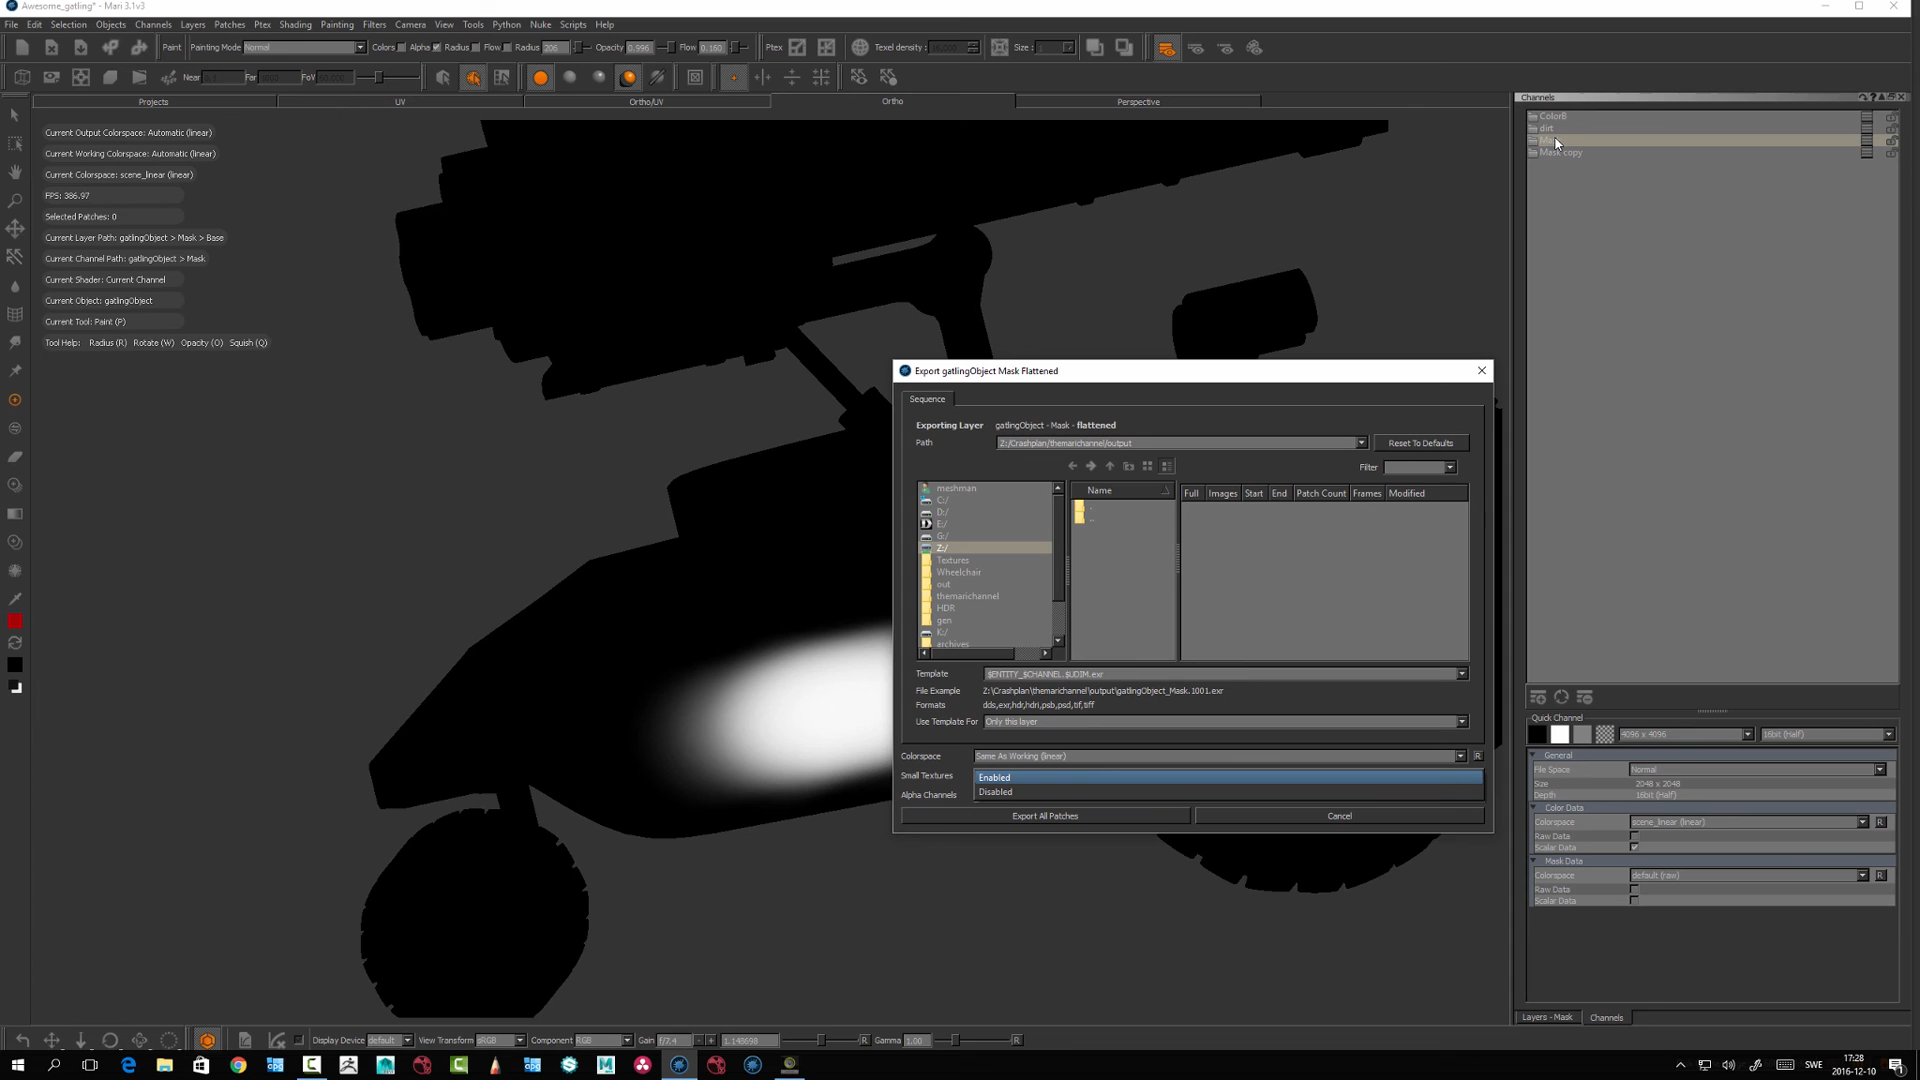 Awesome_gatling* - Mari 3.1v3
File Edit Selection Objects Channels Layers Patches Ptex Shading Painting Filters Camera View Tools Python Nuke Scripts Help
Paint Painting Mode Normal Colors Alpha Radius Flow Radius 206 Opacity 0.996 Flow 0.160 Ptex Texel density: Size : 1
Near Far FoV
Projects UV Ortho/UV Ortho Perspective
Current Output Colorspace: Automatic (linear)
Current Working Colorspace: Automatic (linear)
Current Colorspace: scene_linear (linear)
FPS: 386.97
Selected Patches: 0
Current Layer Path: gatlingObject > Mask > Base
Current Channel Path: gatlingObject > Mask
Current Shader: Current Channel
Current Object: gatlingObject
Current Tool: Paint (P)
Tool Help: Radius (R) Rotate (W) Opacity (O) Squish (Q)
Channels
ColorB
dirt
Mask copy
Export gatlingObject Mask Flattened
Sequence
Exporting Layer gatlingObject - Mask - flattened
Path Z:/Crashplan/themarichannel/output Reset To Defaults
Filter
meshman
C:/
D:/
E:/
G:/
Z:/
Textures
Wheelchair
out
themarichannel
HDR
gen
K:/
archives
Name
.
..
Full Images Start End Patch Count Frames Modified
Template $ENTITY_$CHANNEL.$UDIM.exr
File Example Z:\Crashplan\themarichannel\output\gatlingObject_Mask.1001.exr
Formats dds,exr,hdr,hdri,psb,psd,tif,tiff
Use Template For Only this layer
Colorspace Same As Working (linear) R
Small Textures Enabled
Disabled
Alpha Channels
Export All Patches Cancel
Quick Channel
4096 x 4096 16bit (Half)
General
File Space Normal
Size 2048 x 2048
Depth 16bit (Half)
Color Data
Colorspace scene_linear (linear) R
Raw Data
Scalar Data
Mask Data
Colorspace default (raw) R
Raw Data
Scalar Data
Layers - Mask Channels
Display Device default View Transform sRGB Component RGB Gain f/7.4 - + 1.148698 R Gamma 1.00 R
SWE 17:28
2016-12-10